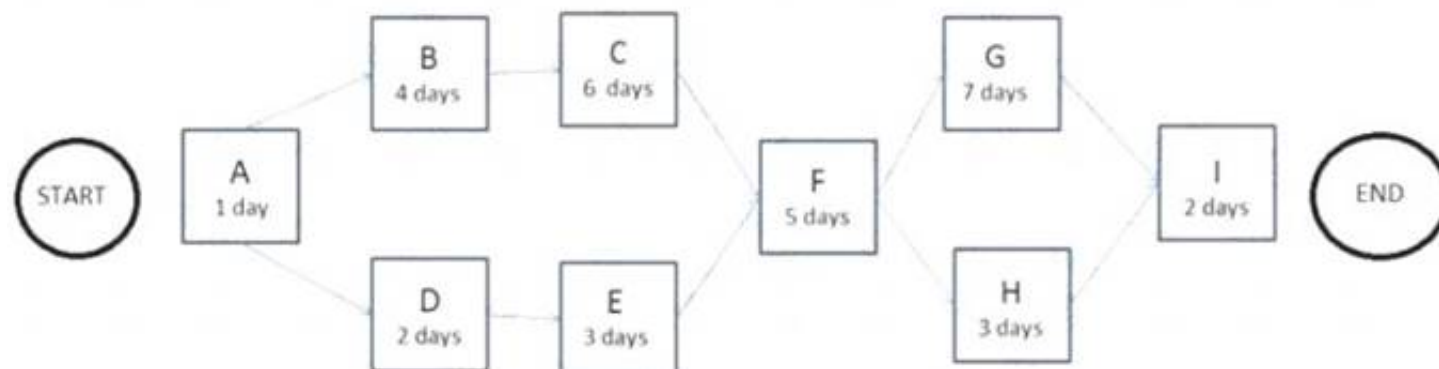 START
A
1 day
B
4 days
C
6 days
D
2 days
E
3 days
F
5 days
G
7 days
H
3 days
I
2 days
END